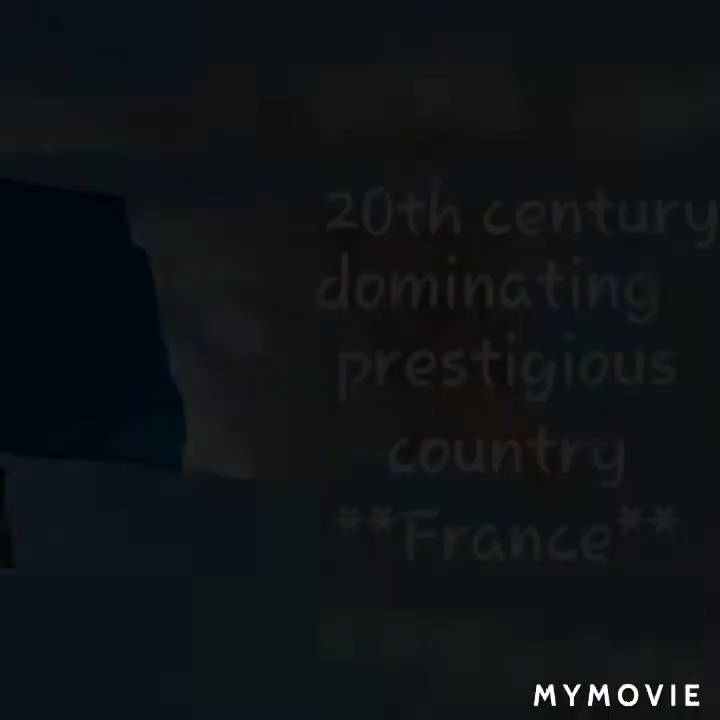 20th century
dominating
prestigious
country
**France**
MYMOVIE